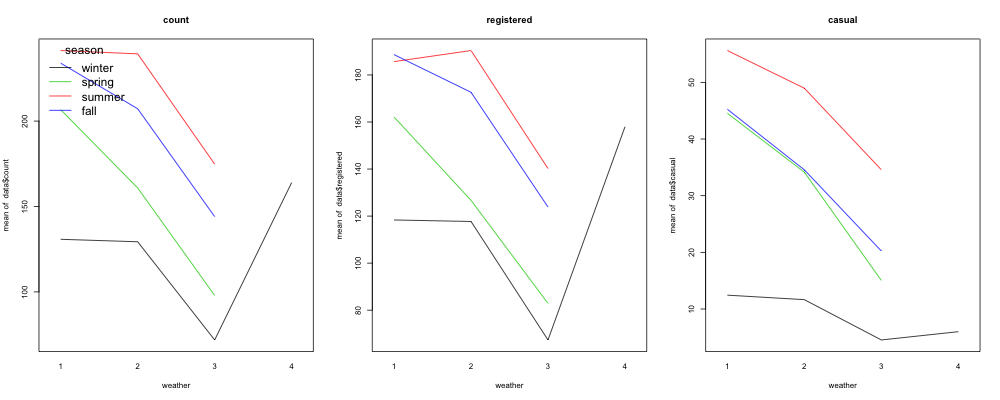 count
season
winter
spring
summer
fall
200
150
100
mean of data$count
1 2 3 4
weather
registered
180
160
140
120
100
80
mean of data$registered
1 2 3 4
weather
casual
50
40
30
20
10
mean of data$casual
1 2 3 4
weather